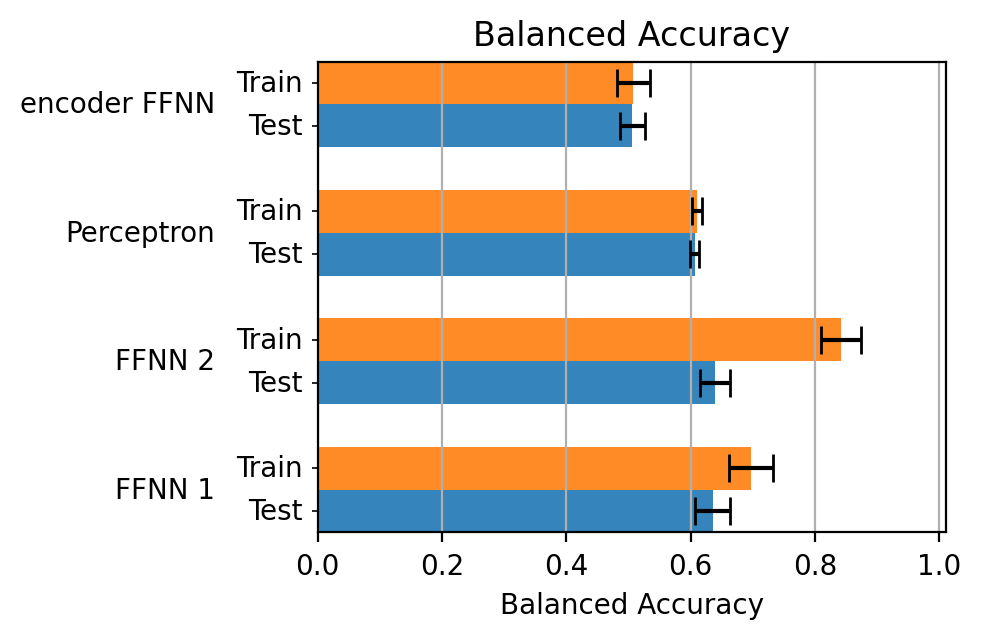 Balanced Accuracy
encoder FFNN
Train
Test
Perceptron
Train
Test
FFNN 2
Train
Test
FFNN 1
Train
Test
0.0 0.2 0.4 0.6 0.8 1.0
Balanced Accuracy